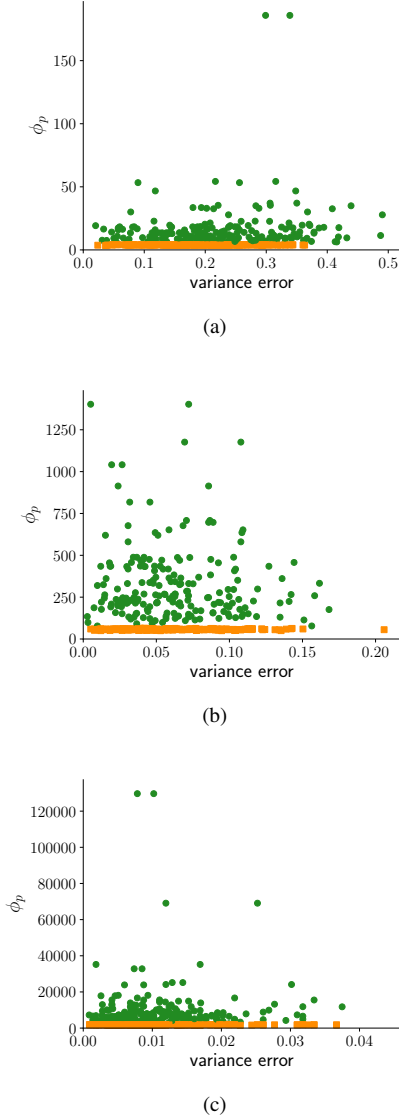 150
100
ϕp
50
0
0.0 0.1 0.2 0.3 0.4 0.5
variance error
(a)
1250
1000
750
ϕp
500
250
0
0.00 0.05 0.10 0.15 0.20
variance error
(b)
120000
100000
80000
ϕp
60000
40000
20000
0
0.00 0.01 0.02 0.03 0.04
variance error
(c)